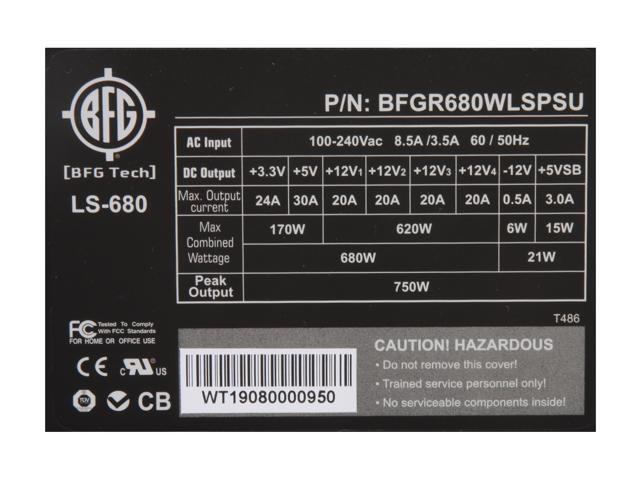 BFG
[BFG Tech]
LS-680
P/N: BFGR680WLSPSU
AC Input 100-240Vac 8.5A /3.5A 60 / 50Hz
DC Output +3.3V +5V +12V1 +12V2 +12V3 +12V4 -12V +5VSB
Max. Output current 24A 30A 20A 20A 20A 20A 0.5A 3.0A
Max Combined Wattage 170W 620W 6W 15W
680W 21W
Peak Output 750W
T486
FC Tested To Comply
With FCC Standards
FOR HOME OR OFFICE USE
CE c RU US
TUV CB
WT19080000950
CAUTION! HAZARDOUS
• Do not remove this cover!
• Trained service personnel only!
• No serviceable components inside!